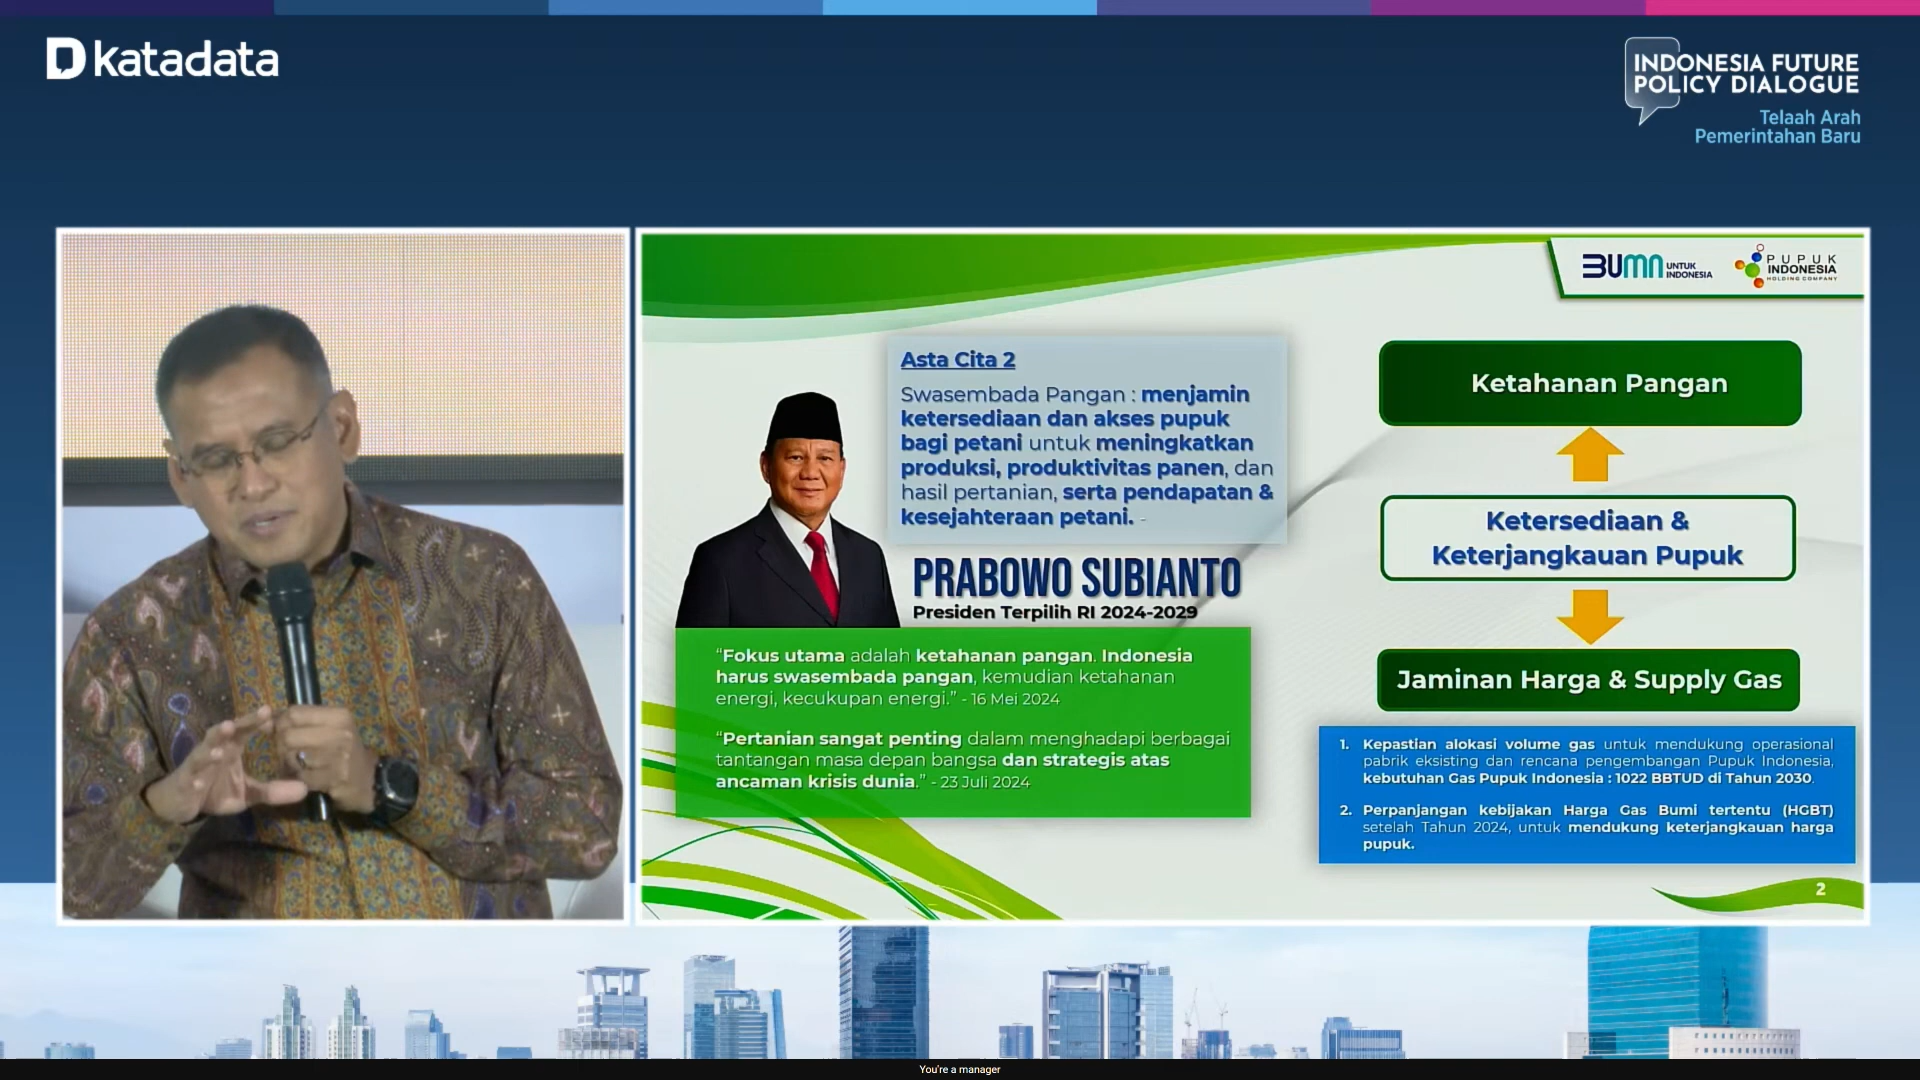 katadata
INDONESIA FUTURE
POLICY DIALOGUE
Telaah Arah
Pemerintahan Baru
BUMN UNTUK
INDONESIA
PUPUK
INDONESIA
HOLDING COMPANY
Asta Cita 2
Swasembada Pangan : menjamin
ketersediaan dan akses pupuk
bagi petani untuk meningkatkan
produksi, produktivitas panen, dan
hasil pertanian, serta pendapatan &
kesejahteraan petani. -
PRABOWO SUBIANTO
Presiden Terpilih RI 2024-2029
“Fokus utama adalah ketahanan pangan. Indonesia
harus swasembada pangan, kemudian ketahanan
energi, kecukupan energi.” - 16 Mei 2024
“Pertanian sangat penting dalam menghadapi berbagai
tantangan masa depan bangsa dan strategis atas
ancaman krisis dunia.” - 23 Juli 2024
Ketahanan Pangan
Ketersediaan &
Keterjangkauan Pupuk
Jaminan Harga & Supply Gas
1. Kepastian alokasi volume gas untuk mendukung operasional
pabrik eksisting dan rencana pengembangan Pupuk Indonesia,
kebutuhan Gas Pupuk Indonesia : 1022 BBTUD di Tahun 2030.
2. Perpanjangan kebijakan Harga Gas Bumi tertentu (HGBT)
setelah Tahun 2024, untuk mendukung keterjangkauan harga
pupuk.
2
You're a manager